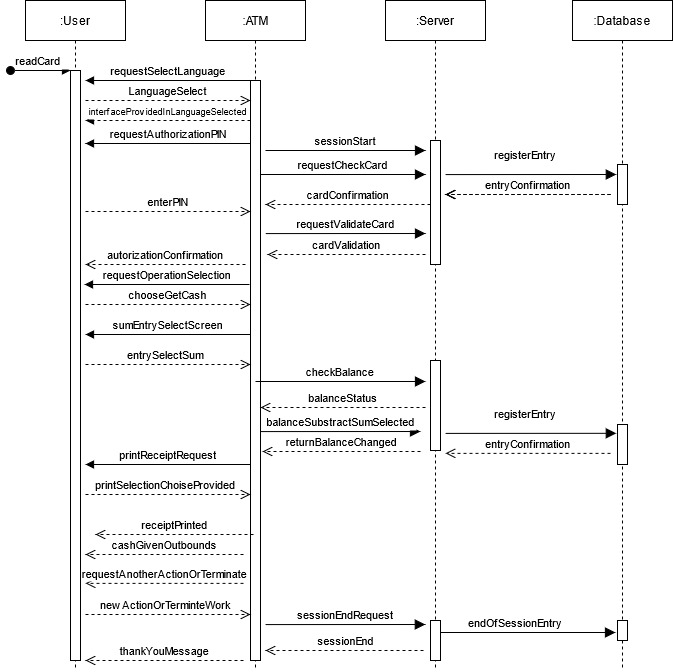 :User
:ATM
:Server
:Database
readCard
requestSelectLanguage
LanguageSelect
interfaceProvidedInLanguageSelected
requestAuthorizationPIN
sessionStart
registerEntry
requestCheckCard
entryConfirmation
cardConfirmation
enterPIN
requestValidateCard
cardValidation
autorizationConfirmation
requestOperationSelection
chooseGetCash
sumEntrySelectScreen
entrySelectSum
checkBalance
balanceStatus
registerEntry
balanceSubstractSumSelected
returnBalanceChanged
entryConfirmation
printReceiptRequest
printSelectionChoiseProvided
receiptPrinted
cashGivenOutbounds
requestAnotherActionOrTerminate
new ActionOrTerminteWork
sessionEndRequest
endOfSessionEntry
sessionEnd
thankYouMessage